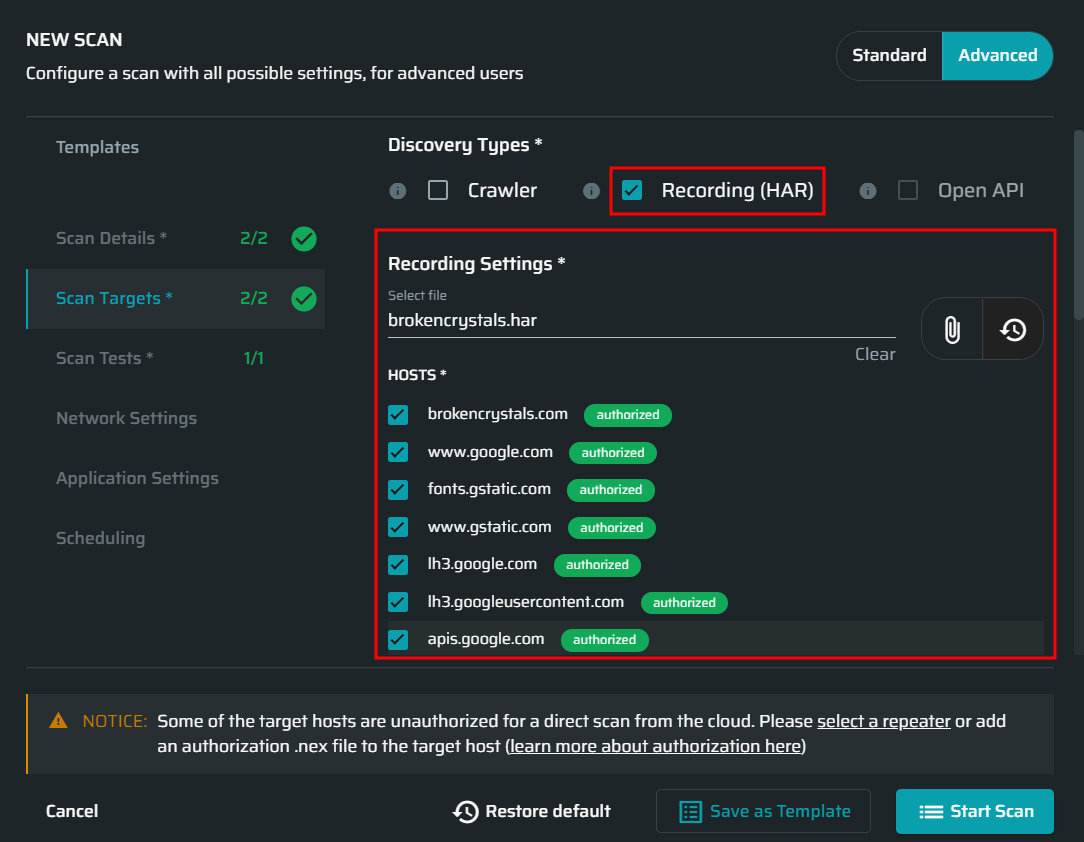 NEW SCAN
Configure a scan with all possible settings, for advanced users
Standard
Advanced
Templates
Scan Details * 2/2
Scan Targets * 2/2
Scan Tests * 1/1
Network Settings
Application Settings
Scheduling
Discovery Types *
Crawler
Recording (HAR)
Open API
Recording Settings *
Select file
brokencrystals.har
Clear
HOSTS *
brokencrystals.com authorized
www.google.com authorized
fonts.gstatic.com authorized
www.gstatic.com authorized
lh3.google.com authorized
lh3.googleusercontent.com authorized
apis.google.com authorized
NOTICE: Some of the target hosts are unauthorized for a direct scan from the cloud. Please select a repeater or add
an authorization .nex file to the target host (learn more about authorization here)
Cancel
Restore default
Save as Template
Start Scan